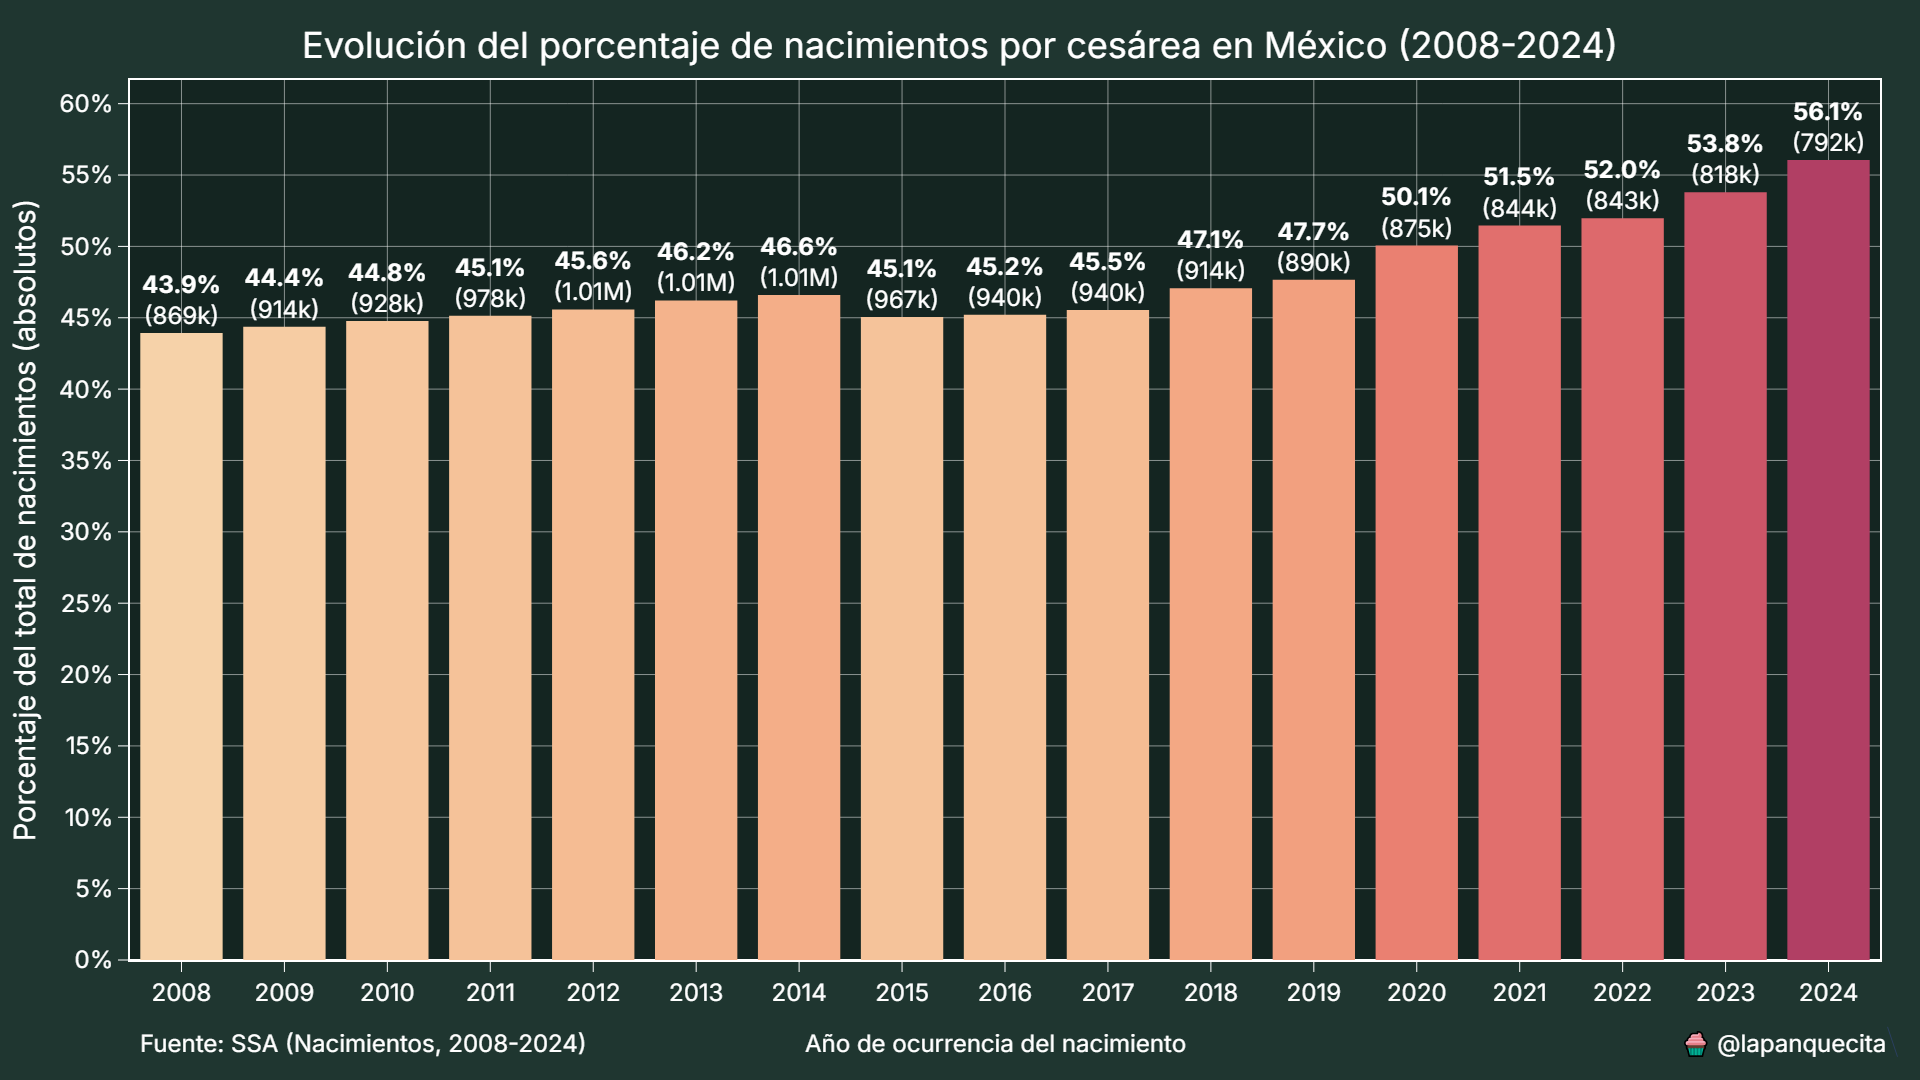 Evolución del porcentaje de nacimientos por cesárea en México (2008-2024)
Porcentaje del total de nacimientos (absolutos)
60%
55%
50%
45%
40%
35%
30%
25%
20%
15%
10%
5%
0%
43.9%
(869k)
44.4%
(914k)
44.8%
(928k)
45.1%
(978k)
45.6%
(1.01M)
46.2%
(1.01M)
46.6%
(1.01M)
45.1%
(967k)
45.2%
(940k)
45.5%
(940k)
47.1%
(914k)
47.7%
(890k)
50.1%
(875k)
51.5%
(844k)
52.0%
(843k)
53.8%
(818k)
56.1%
(792k)
2008 2009 2010 2011 2012 2013 2014 2015 2016 2017 2018 2019 2020 2021 2022 2023 2024
Fuente: SSA (Nacimientos, 2008-2024)
Año de ocurrencia del nacimiento
@lapanquecita